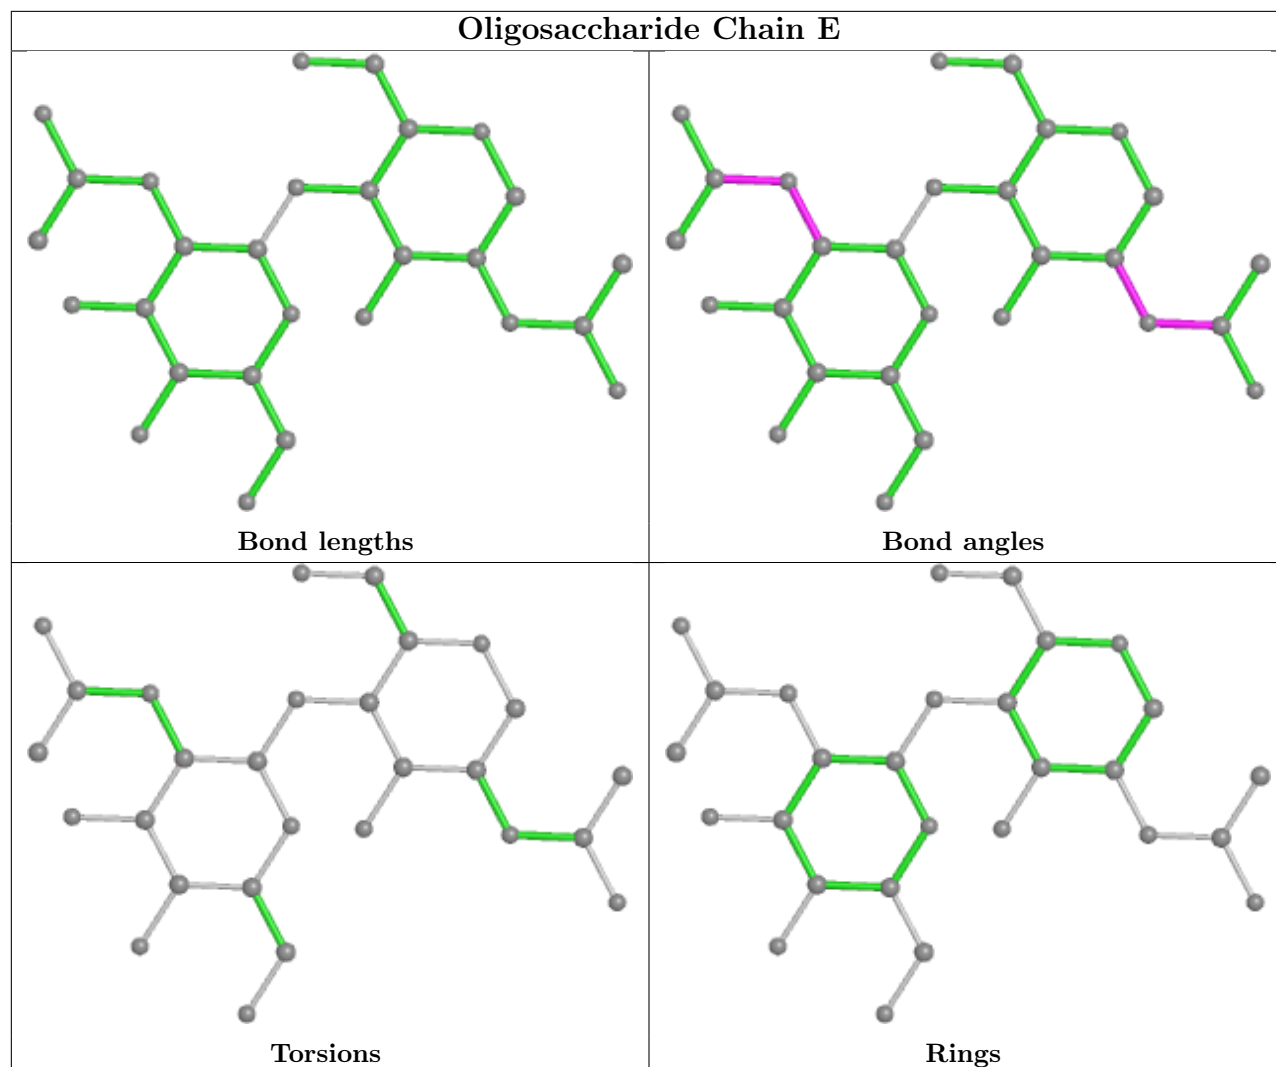 Oligosaccharide Chain E
Bond lengths
Bond angles
Torsions
Rings